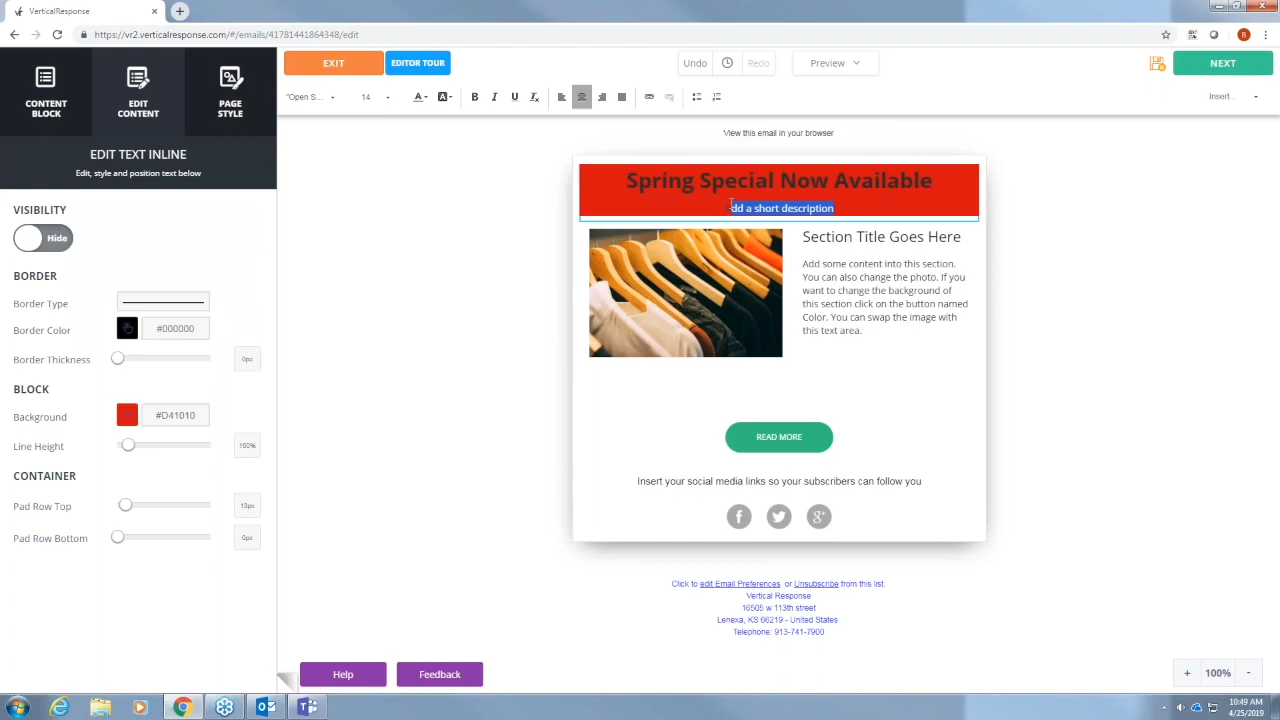 VerticalResponse
https://vr2.verticalresponse.com/#/emails/41781441864348/edit
B
CONTENT BLOCK
EDIT CONTENT
PAGE STYLE
EXIT
EDITOR TOUR
Undo
Redo
Preview
NEXT
"Open S...
14
A
A
B
I
U
Insert...
EDIT TEXT INLINE
Edit, style and position text below
VISIBILITY
Hide
BORDER
Border Type
Border Color
#000000
Border Thickness
0px
BLOCK
Background
#D41010
Line Height
150%
CONTAINER
Pad Row Top
13px
Pad Row Bottom
0px
View this email in your browser
Spring Special Now Available
dd a short description
Section Title Goes Here
Add some content into this section.
You can also change the photo. If you
want to change the background of
this section click on the button named
Color. You can swap the image with
this text area.
READ MORE
Insert your social media links so your subscribers can follow you
Click to edit Email Preferences or Unsubscribe from this list.
Vertical Response
16505 w 113th street
Lenexa, KS 66219 - United States
Telephone: 913-741-7900
Help
Feedback
+ 100% -
10:49 AM
4/25/2019